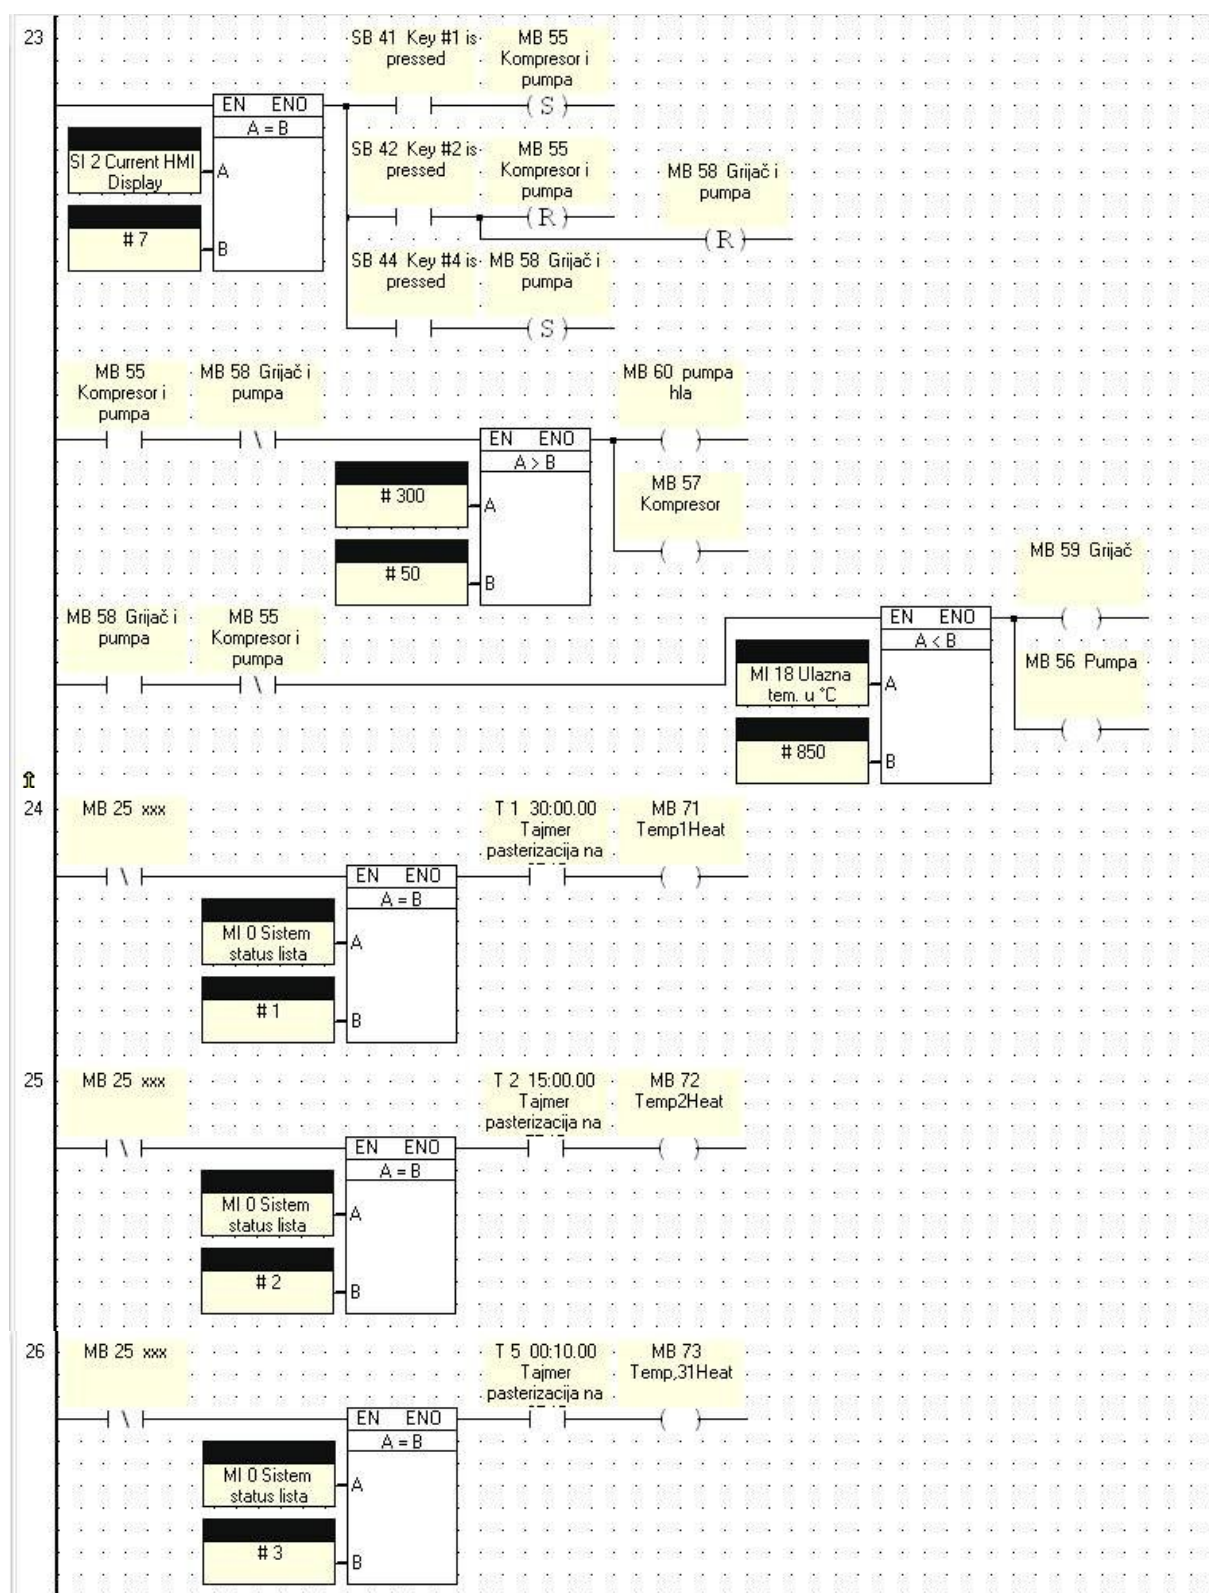 23
SB 41 Key #1 is
pressed
MB 55
Kompresor i
pumpa
EN ENO
( S )
A = B
SI 2 Current HMI
Display
A
# 7
B
SB 42 Key #2 is
pressed
MB 55
Kompresor i
pumpa
( R )
MB 58 Grijač i
pumpa
( R )
SB 44 Key #4 is
pressed
MB 58 Grijač i
pumpa
( S )
MB 55
Kompresor i
pumpa
MB 58 Grijač i
pumpa
EN ENO
A > B
# 300
A
# 50
B
MB 60 pumpa
hla
MB 57
Kompresor
MB 58 Grijač i
pumpa
MB 55
Kompresor i
pumpa
EN ENO
A < B
MI 18 Ulazna
tem. u °C
A
# 850
B
MB 59 Grijač
MB 56 Pumpa
24
MB 25 xxx
EN ENO
A = B
MI 0 Sistem
status lista
A
# 1
B
T 1 30:00.00
Tajmer
pasterizacija na
MB 71
Temp1Heat
25
MB 25 xxx
EN ENO
A = B
MI 0 Sistem
status lista
A
# 2
B
T 2 15:00.00
Tajmer
pasterizacija na
MB 72
Temp2Heat
26
MB 25 xxx
EN ENO
A = B
MI 0 Sistem
status lista
A
# 3
B
T 5 00:10.00
Tajmer
pasterizacija na
MB 73
Temp,31Heat